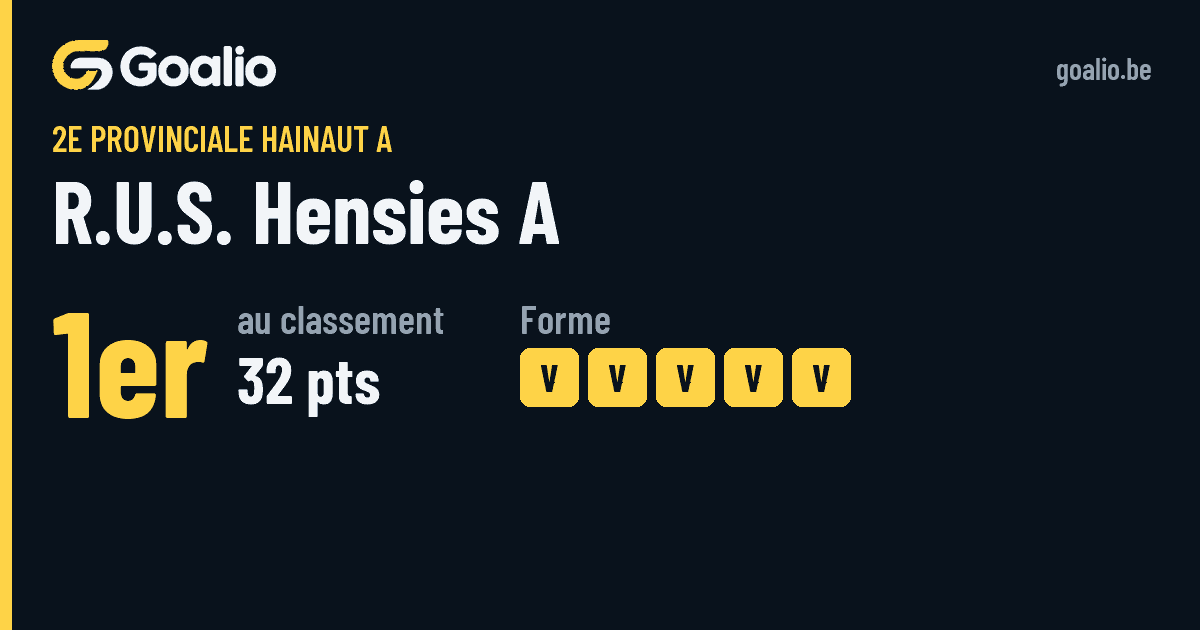 Goalio
goalio.be
2E PROVINCIALE HAINAUT A
R.U.S. Hensies A
1er
au classement
32 pts
Forme
V V V V V